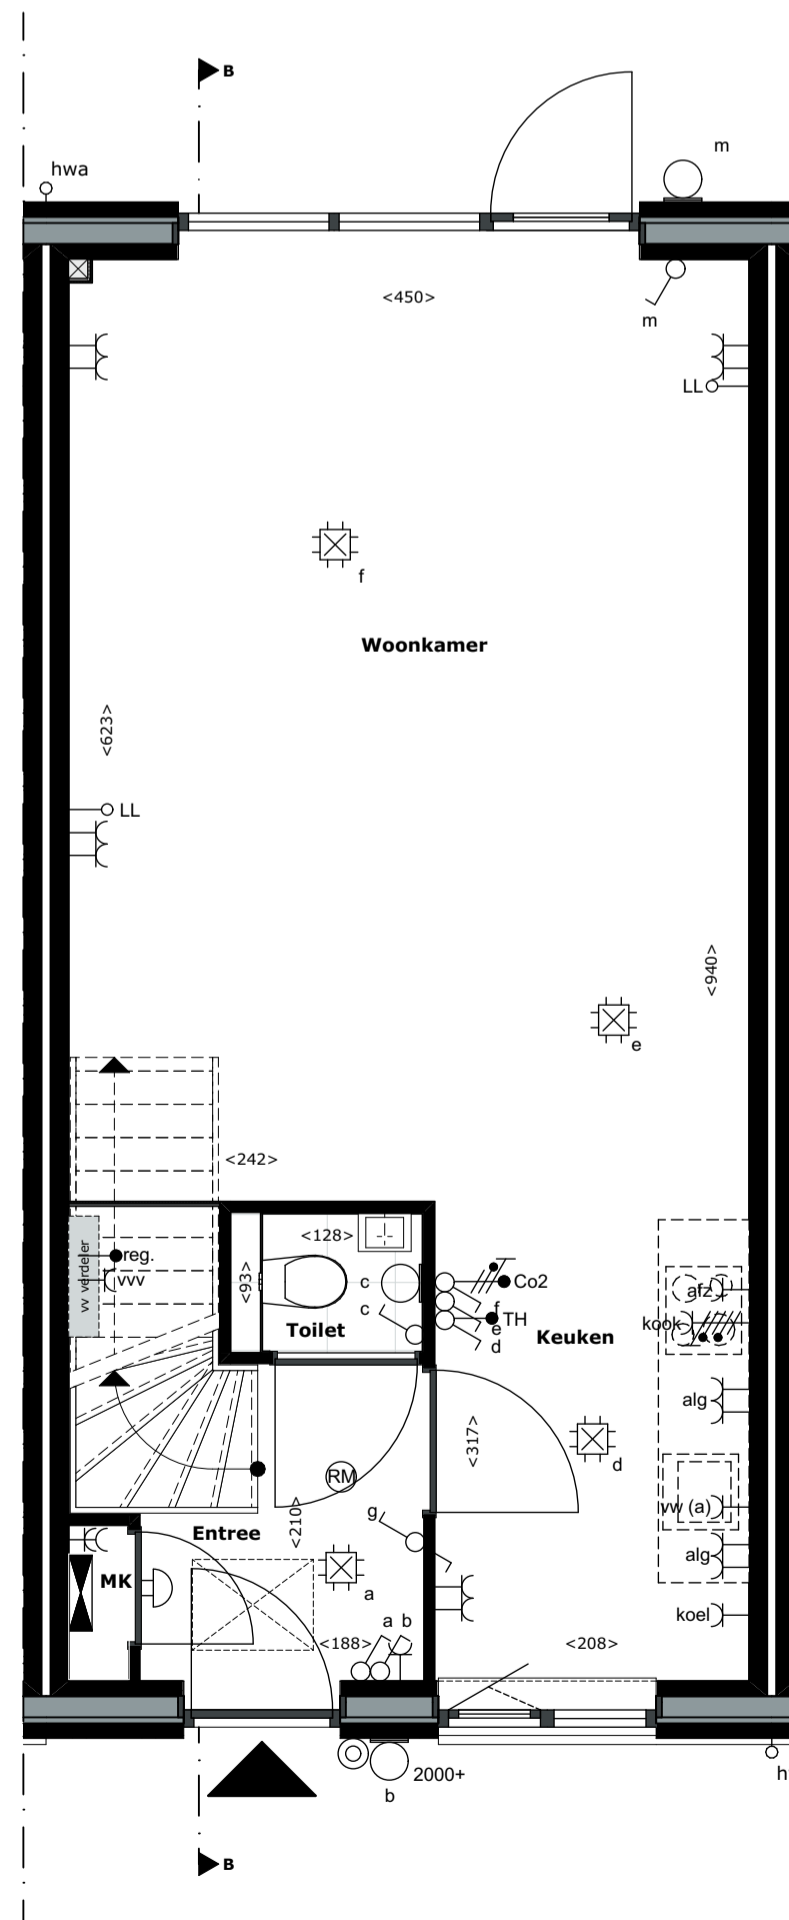 B
hwa
m
<450>
m
LL
f
Woonkamer
<623>
LL
<940>
e
<242>
<128>
vv verdeler
reg.
vvv
<93>
c
c
Toilet
Co2
f
TH
e
d
Keuken
afz
kook
alg
<317>
d
RM
vw (a)
g
<210>
Entree
alg
MK
a
koel
a b
<188>
<208>
2000+
b
B